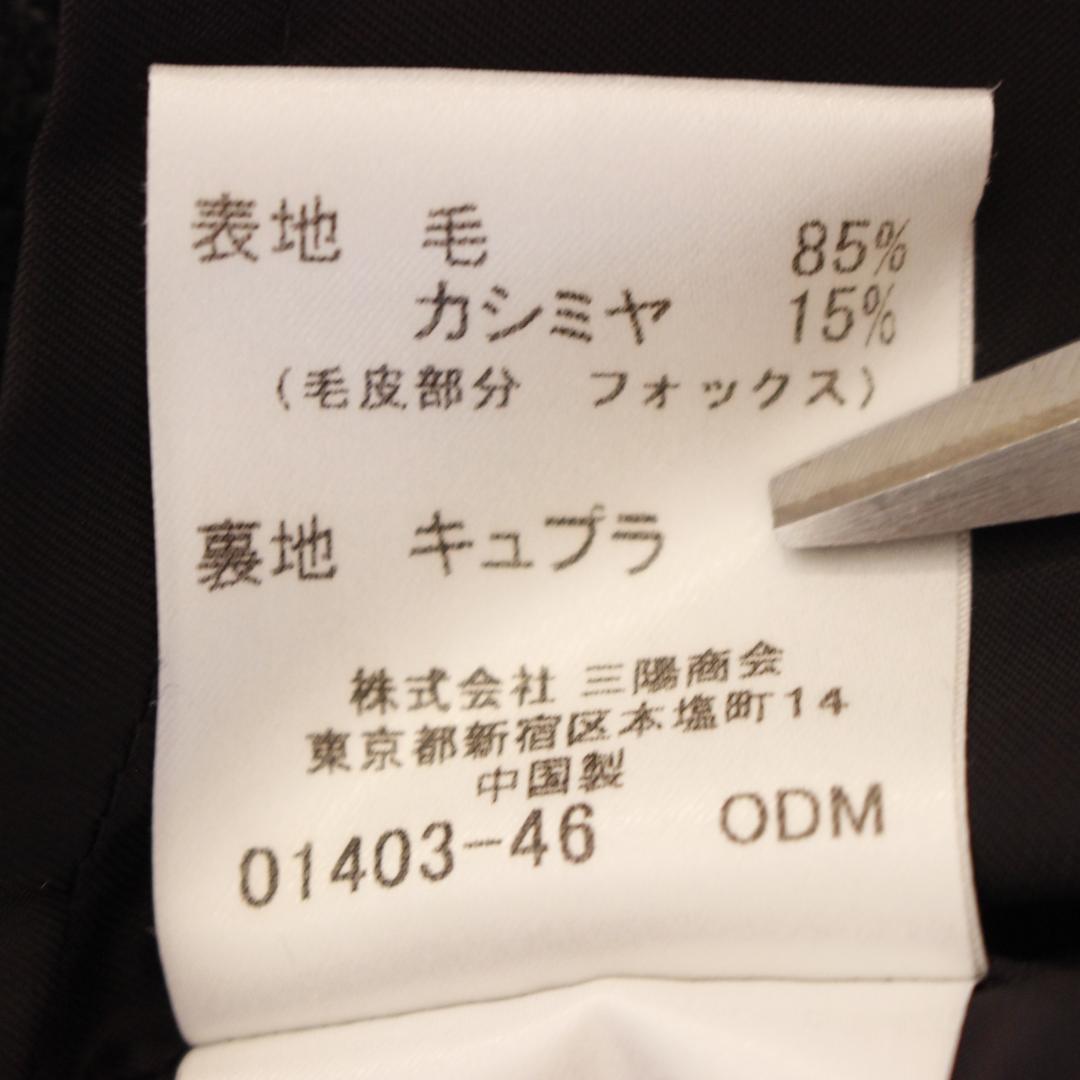 表地 毛 85%
カシミヤ 15%
(毛皮部分 フォックス)
裏地 キュプラ
株式会社 三陽商会
東京都新宿区本塩町14
中国製
01403-46 ODM